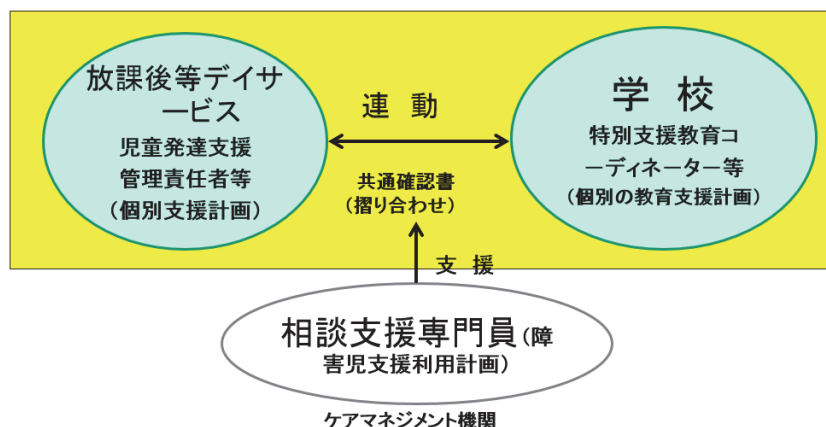 放課後等デイサ
ービス
児童発達支援
管理責任者等
(個別支援計画)
連 動
共通確認書
(摺り合わせ)
学 校
特別支援教育コ
ーディネーター等
(個別の教育支援計画)
支 援
相談支援専門員(障
害児支援利用計画)
ケアマネジメント機関